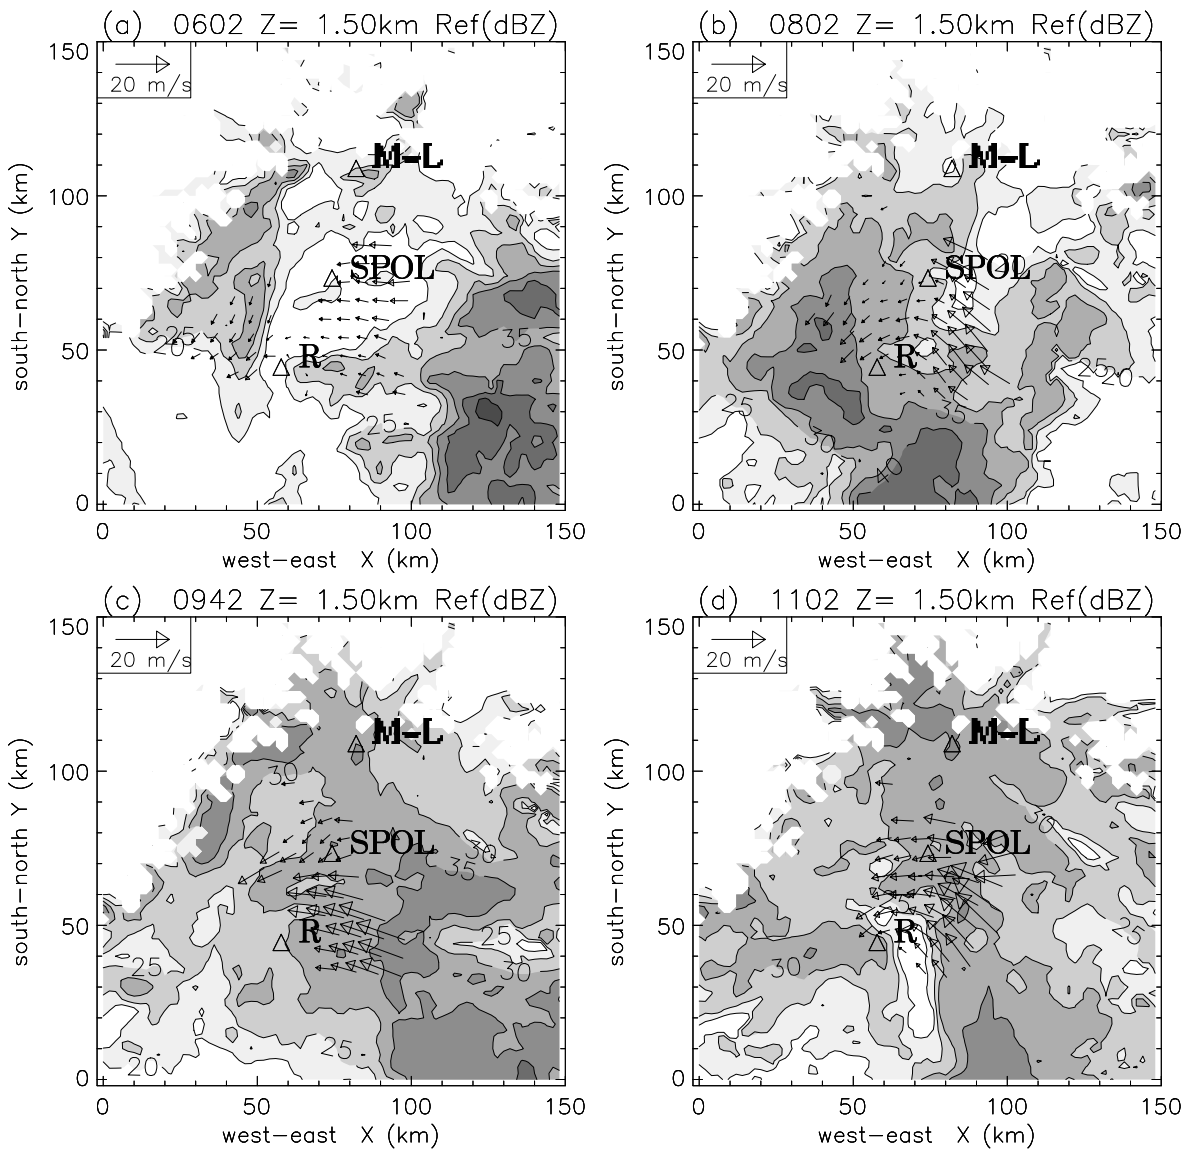 (a) 0602 Z= 1.50km Ref(dBZ)
20 m/s
150
100
50
0
south-north Y (km)
M-L
SPOL
R
20
35
25
0 50 100 150
west-east X (km)
(b) 0802 Z= 1.50km Ref(dBZ)
20 m/s
150
100
50
0
south-north Y (km)
M-L
SPOL
20
R
25
20
25
35
30
40
0 50 100 150
west-east X (km)
(c) 0942 Z= 1.50km Ref(dBZ)
20 m/s
150
100
50
0
south-north Y (km)
M-L
30
SPOL
30
35
R
25
25
30
25
20
0 50 100 150
west-east X (km)
(d) 1102 Z= 1.50km Ref(dBZ)
20 m/s
150
100
50
0
south-north Y (km)
M-L
30
SPOL
R
25
30
0 50 100 150
west-east X (km)